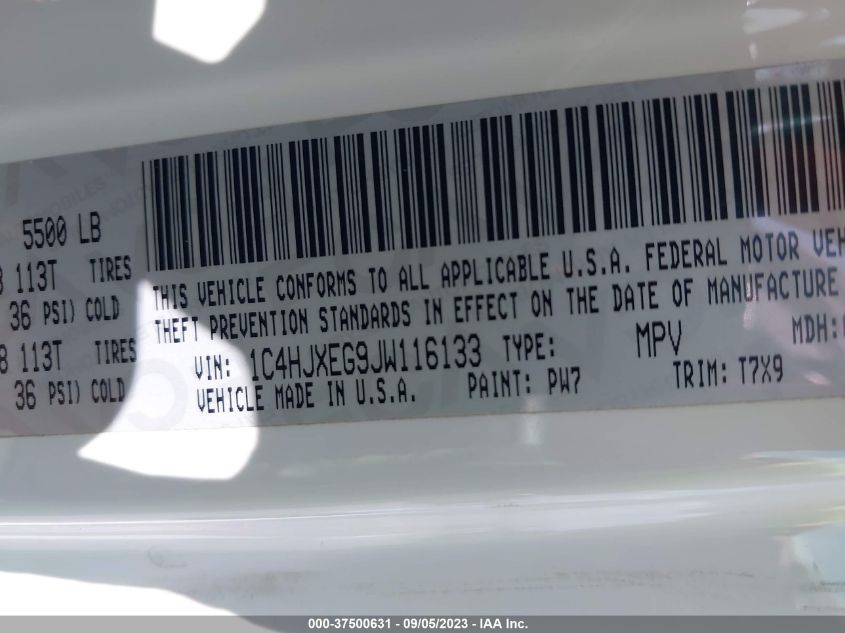 5500 LB
113T TIRES
36 PSI) COLD
113T TIRES
36 PSI) COLD
THIS VEHICLE CONFORMS TO ALL APPLICABLE U.S.A. FEDERAL MOTOR VEH
THEFT PREVENTION STANDARDS IN EFFECT ON THE DATE OF MANUFACTURE
VIN: 1C4HJXEG9JW116133 TYPE: MPV MDH:
VEHICLE MADE IN U.S.A. PAINT: PW7 TRIM: T7X9
000-37500631 - 09/05/2023 - IAA Inc.